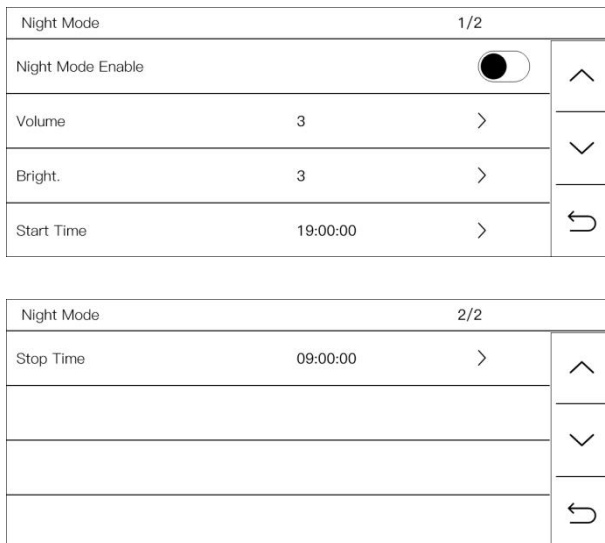 Night Mode 1/2
Night Mode Enable
Volume 3
Bright. 3
Start Time 19:00:00
Night Mode 2/2
Stop Time 09:00:00